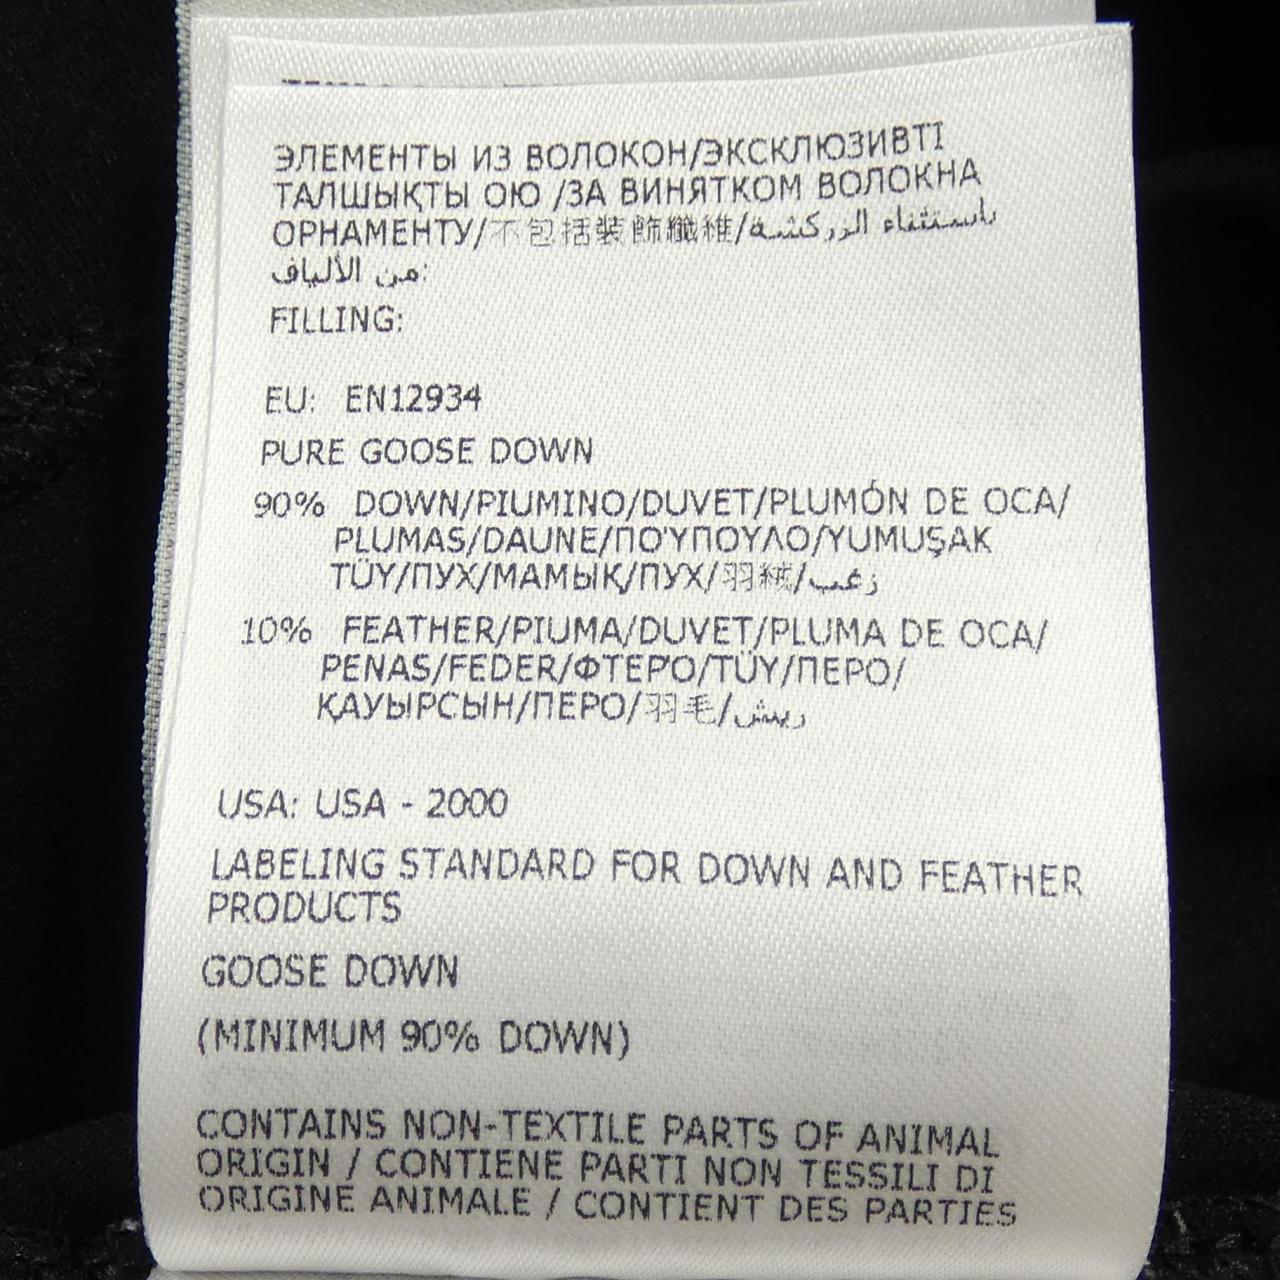 ЭЛЕМЕНТЫ ИЗ ВОЛОКОН/ЭКСКЛЮЗИВТІ
ТАЛШЫҚТЫ ОЮ /ЗА ВИНЯТКОМ ВОЛОКНА
ОРНАМЕНТУ/不包括裝飾纖維/باستثناء الزركشة
من الألياف:
FILLING:
EU: EN12934
PURE GOOSE DOWN
90% DOWN/PIUMINO/DUVET/PLUMÓN DE OCA/
PLUMAS/DAUNE/ΠΟ'ΥΠΟΥΛΟ/YUMUŞAK
TÜY/ПУХ/МАМЫҚ/ПУХ/羽絨/زغب
10% FEATHER/PIUMA/DUVET/PLUMA DE OCA/
PENAS/FEDER/ΦΤΕΡ'Ο/TÜY/ПЕРО/
ҚАУЫРСЫН/ПЕРО/羽毛/ريش
USA: USA - 2000
LABELING STANDARD FOR DOWN AND FEATHER
PRODUCTS
GOOSE DOWN
(MINIMUM 90% DOWN)
CONTAINS NON-TEXTILE PARTS OF ANIMAL
ORIGIN / CONTIENE PARTI NON TESSILI DI
ORIGINE ANIMALE / CONTIENT DES PARTIES